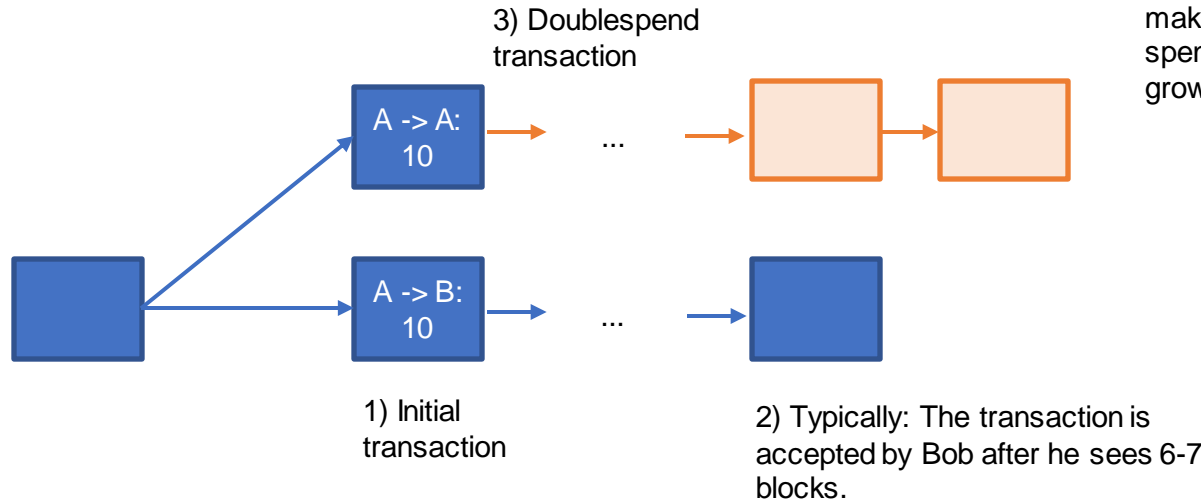 3) Doublespend
transaction
A -> A:
10
...
A -> B:
10
...
1) Initial
transaction
2) Typically: The transaction is
accepted by Bob after he sees 6-7
blocks.